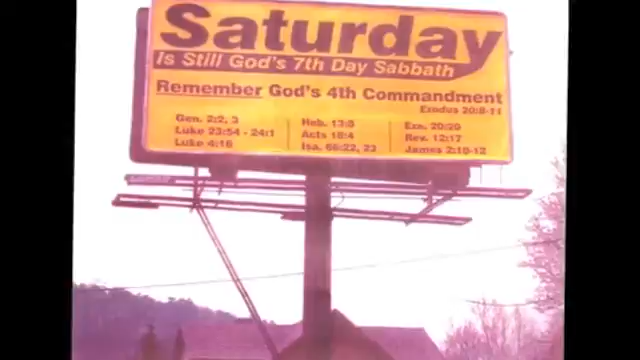 Saturday
Is Still God's 7th Day Sabbath
Remember God's 4th Commandment
Exodus 20:8-11
Gen. 2:2, 3
Luke 23:54 - 24:1
Luke 4:16
Heb. 13:8
Acts 18:4
Isa. 66:22, 23
Eze. 20:20
Rev. 12:17
James 2:10-12